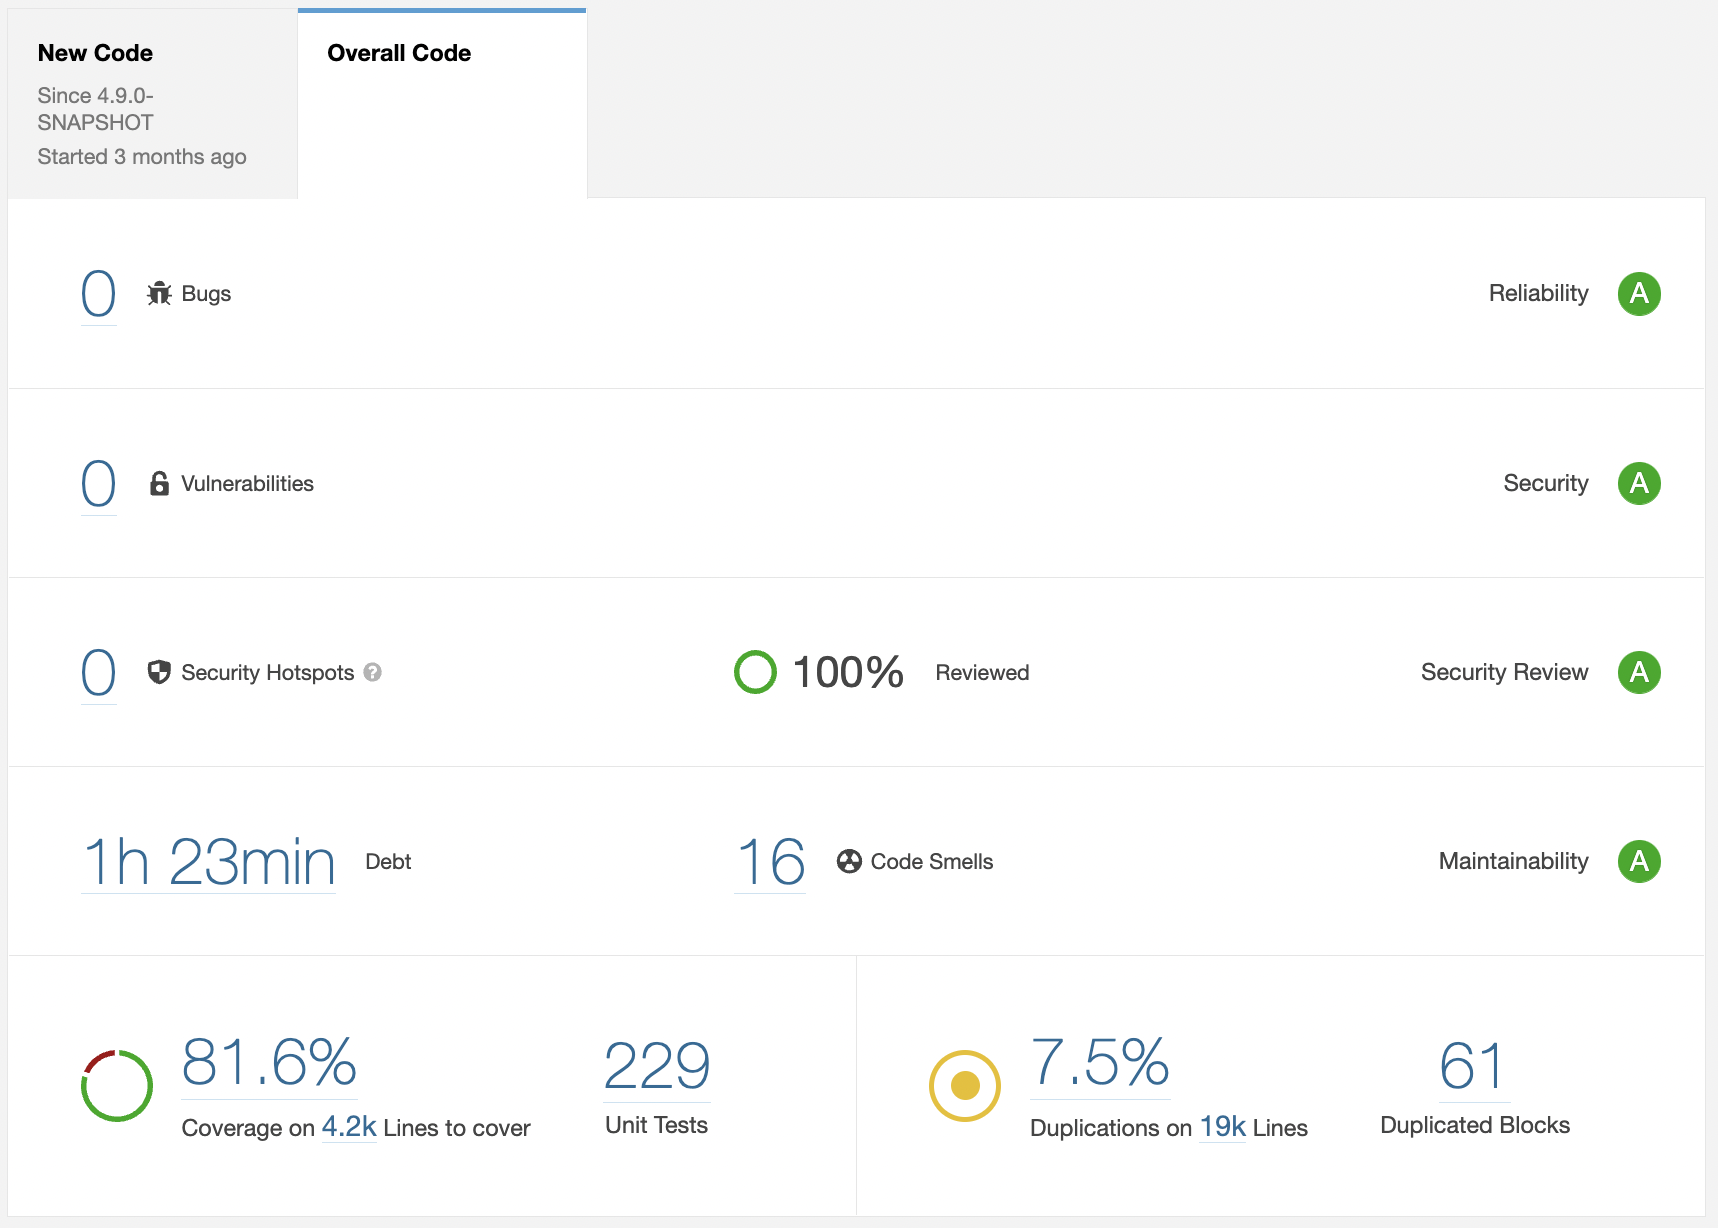 New Code
Since 4.9.0-
SNAPSHOT
Started 3 months ago
Overall Code
0 Bugs Reliability A
0 Vulnerabilities Security A
0 Security Hotspots ? 100% Reviewed Security Review A
1h 23min Debt 16 Code Smells Maintainability A
81.6%
Coverage on 4.2k Lines to cover
229
Unit Tests
7.5%
Duplications on 19k Lines
61
Duplicated Blocks